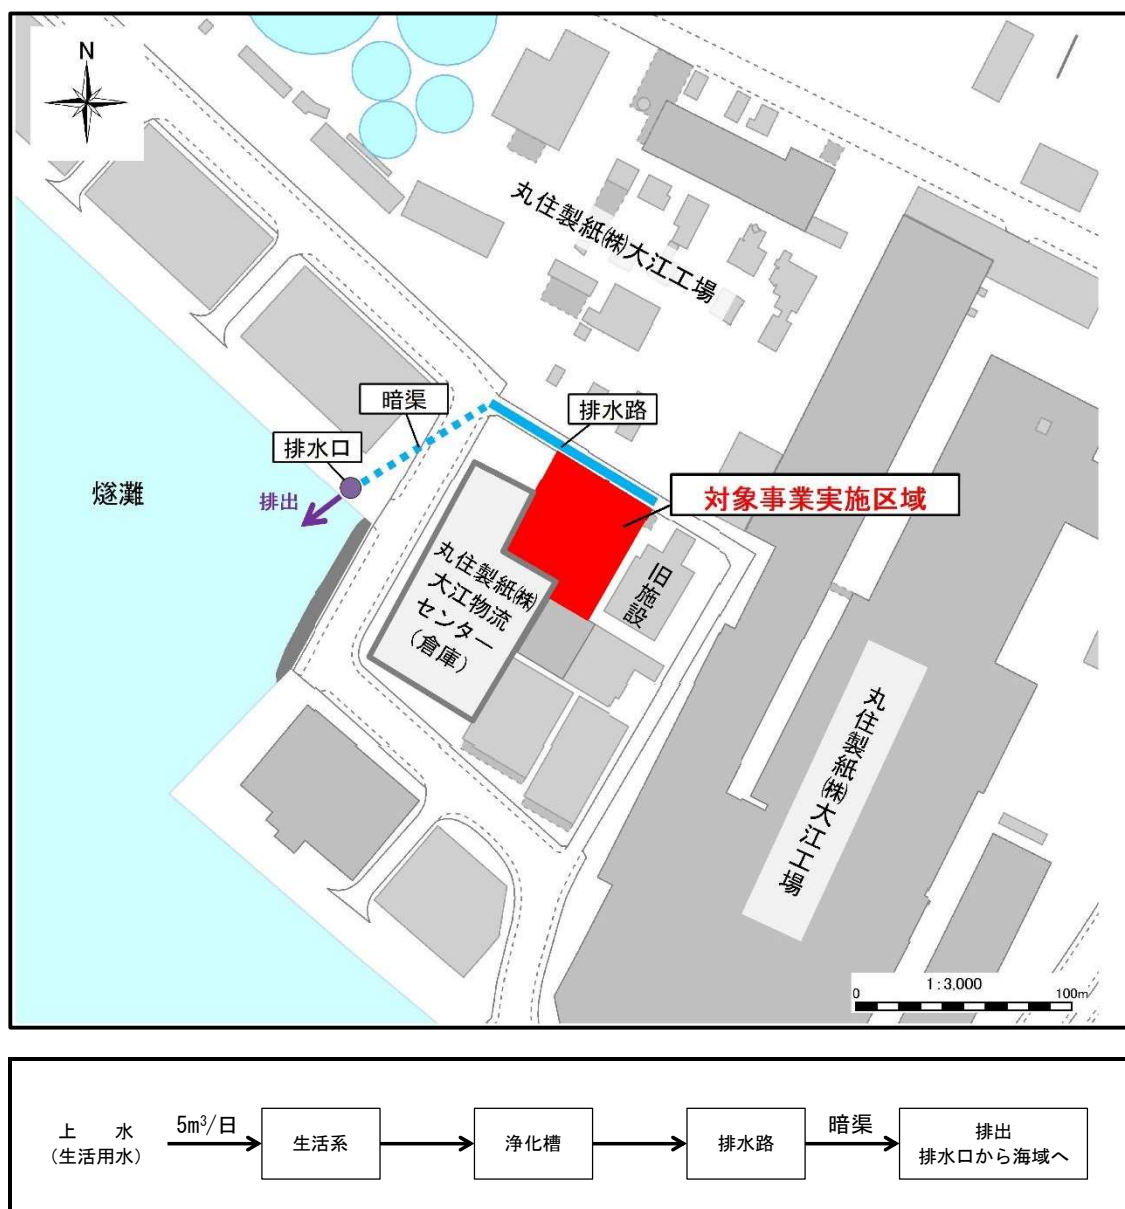 N
丸住製紙㈱大江工場
暗渠
排水路
排水口
排出
燧灘
対象事業実施区域
丸住製紙㈱
大江物流
センター
(倉庫)
旧施設
丸住製紙㈱大江工場
1:3,000
0 100m
上 水
(生活用水)
5m³/日
生活系
浄化槽
排水路
暗渠
排出
排水口から海域へ